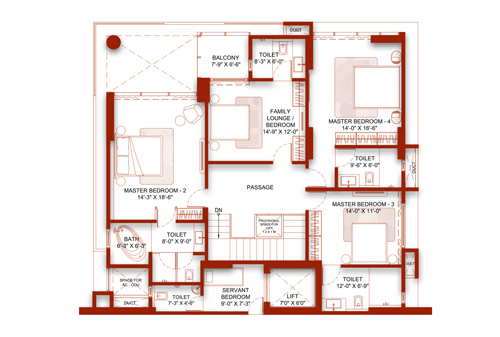 DUCT
BALCONY
7'-9" X 6'-6"
TOILET
8'-3" X 6'-0"
FAMILY
LOUNGE /
BEDROOM
14'-9" X 12'-0"
MASTER BEDROOM - 4
14'-0" X 16'-6"
TOILET
9'-6" X 6'-0"
DUCT
MASTER BEDROOM - 2
14'-3" X 18'-6"
PASSAGE
MASTER BEDROOM - 3
14'-0" X 11'-0"
DN
PROVISIONAL
SPACE FOR
BATH
6'-3" X 6'-3"
TOILET
8'-0" X 9'-0"
DUCT
SPACE FOR
AC - ODU
DUCT
TOILET
7'-3" X 4'-6"
SERVANT
BEDROOM
9'-0" X 7'-3"
LIFT
7'0" X 6'0"
TOILET
12'-0" X 6'-9"